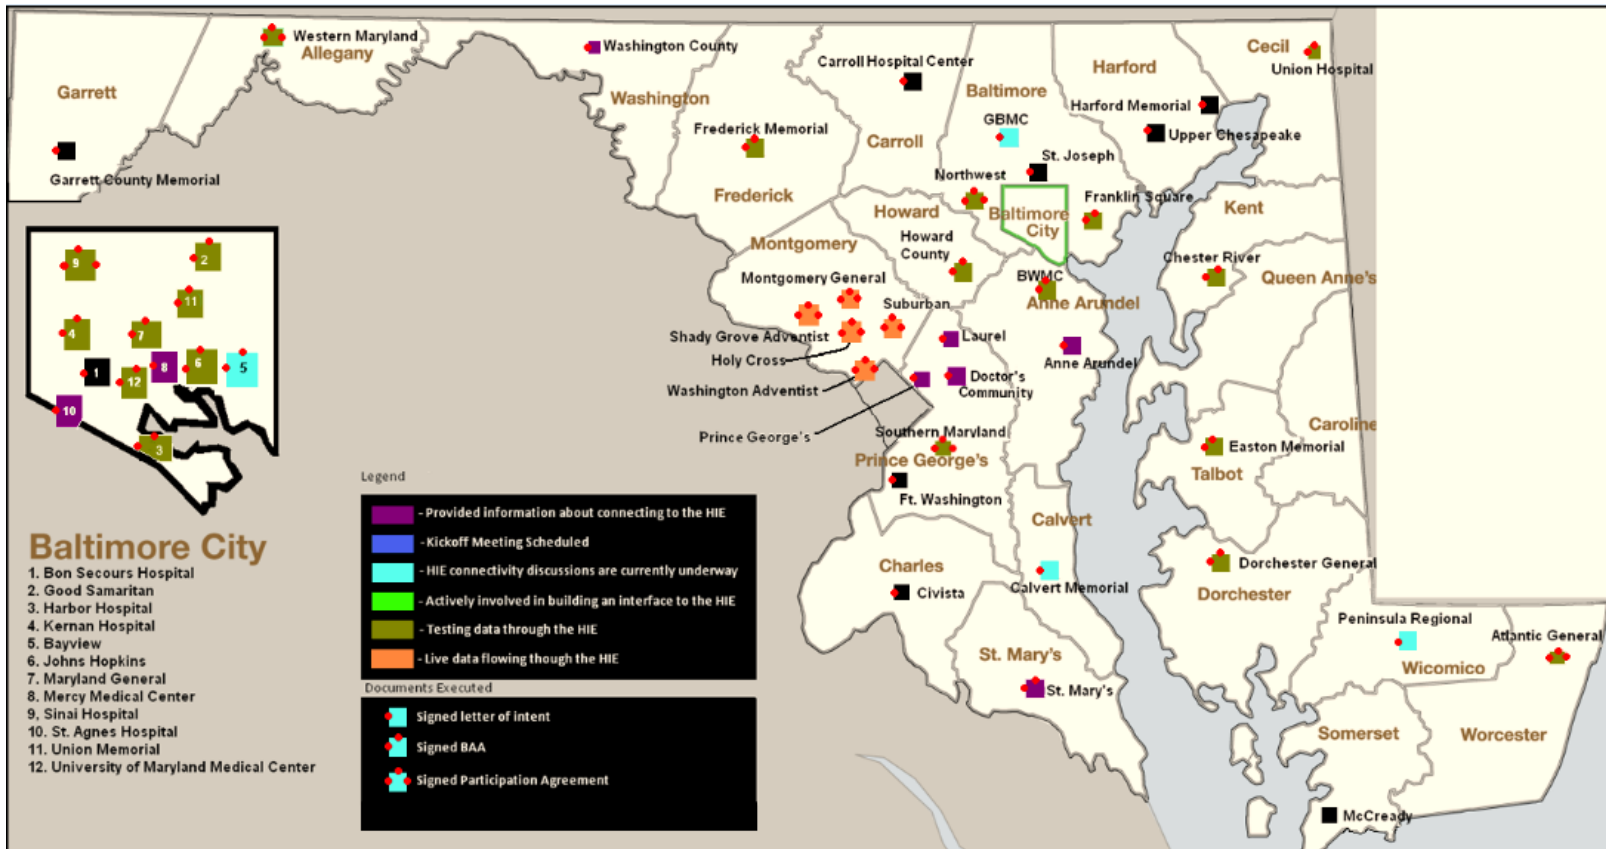 Western Maryland
Allegany
Garrett
Garrett County Memorial
Washington County
Washington
Frederick Memorial
Frederick
Carroll Hospital Center
Carroll
Baltimore
GBMC
St. Joseph
Northwest
Baltimore
City
Franklin Square
Harford
Harford Memorial
Upper Chesapeake
Cecil
Union Hospital
Kent
Chester River
Queen Anne's
Howard
Howard
County
BWMC
Anne Arundel
Anne Arundel
Montgomery
Montgomery General
Suburban
Shady Grove Adventist
Holy Cross
Washington Adventist
Prince George's
Laurel
Doctor's
Community
Southern Maryland
Prince George's
Ft. Washington
Calvert
Calvert Memorial
Charles
Civista
St. Mary's
St. Mary's
Caroline
Easton Memorial
Talbot
Dorchester General
Dorchester
Peninsula Regional
Wicomico
Atlantic General
Somerset
Worcester
McCready
9
2
11
4
7
1
12
8
6
5
10
3
Baltimore City
1. Bon Secours Hospital
2. Good Samaritan
3. Harbor Hospital
4. Kernan Hospital
5. Bayview
6. Johns Hopkins
7. Maryland General
8. Mercy Medical Center
9, Sinai Hospital
10. St. Agnes Hospital
11. Union Memorial
12. University of Maryland Medical Center
Legend
- Provided information about connecting to the HIE
- Kickoff Meeting Scheduled
- HIE connectivity discussions are currently underway
- Actively involved in building an interface to the HIE
- Testing data through the HIE
- Live data flowing though the HIE
Documents Executed
Signed letter of intent
Signed BAA
Signed Participation Agreement